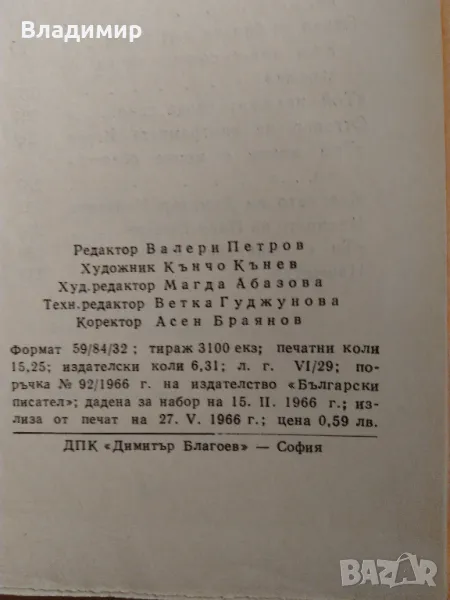 Владимир
Редактор Валери Петров
Художник Кънчо Кънев
Худ. редактор Магда Абазова
Техн. редактор Ветка Гуджунова
Коректор Асен Браянов
Формат 59/84/32 ; тираж 3100 екз; печатни коли
15,25; издателски коли 6,31; л. г. VI/29; по-
ръчка № 92/1966 г. на издателство «Български
писател»; дадена за набор на 15. II. 1966 г.; из-
лиза от печат на 27. V. 1966 г.; цена 0,59 лв.
ДПК «Димитър Благоев» — София
BAZAR.bg